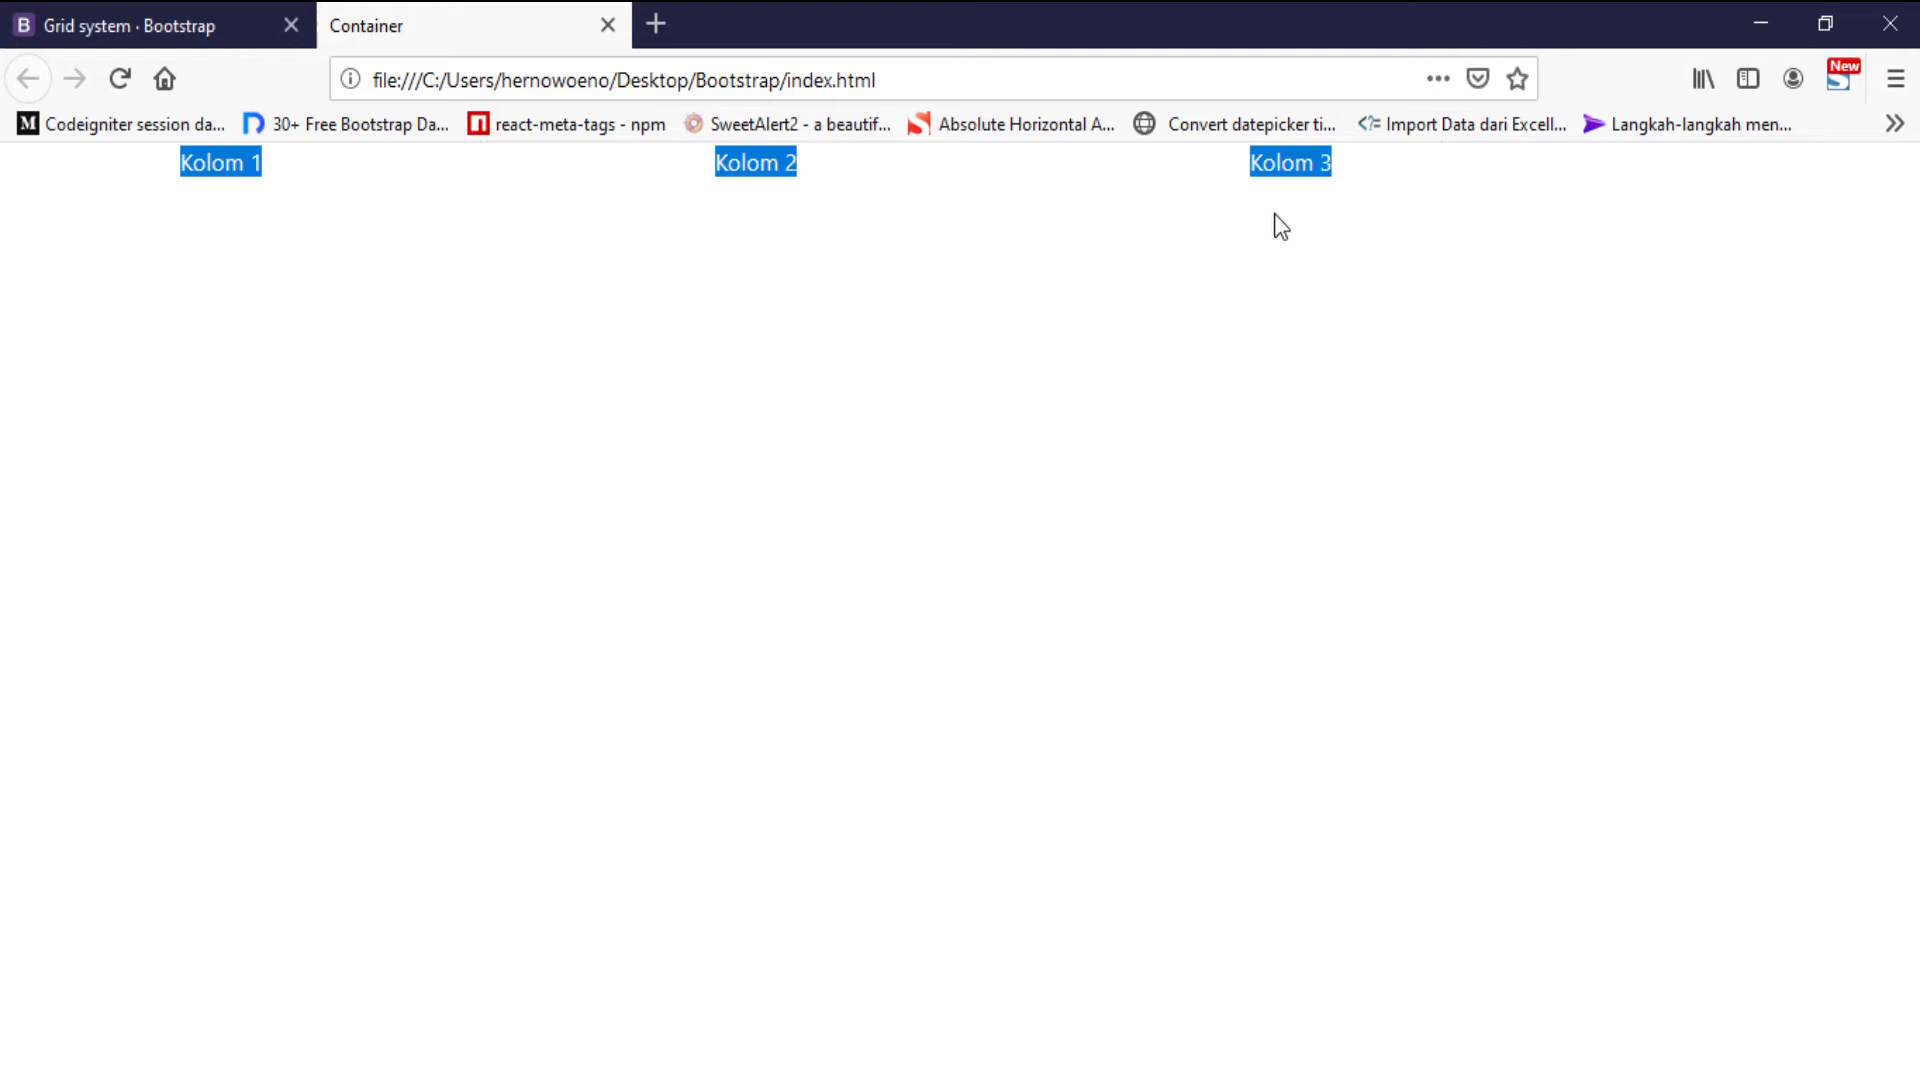 B Grid system · Bootstrap Container
file:///C:/Users/hernowoeno/Desktop/Bootstrap/index.html New
M Codeigniter session da... 30+ Free Bootstrap Da... n react-meta-tags - npm SweetAlert2 - a beautif... Absolute Horizontal A... Convert datepicker ti... Import Data dari Excell... Langkah-langkah men...
Kolom 1 Kolom 2 Kolom 3